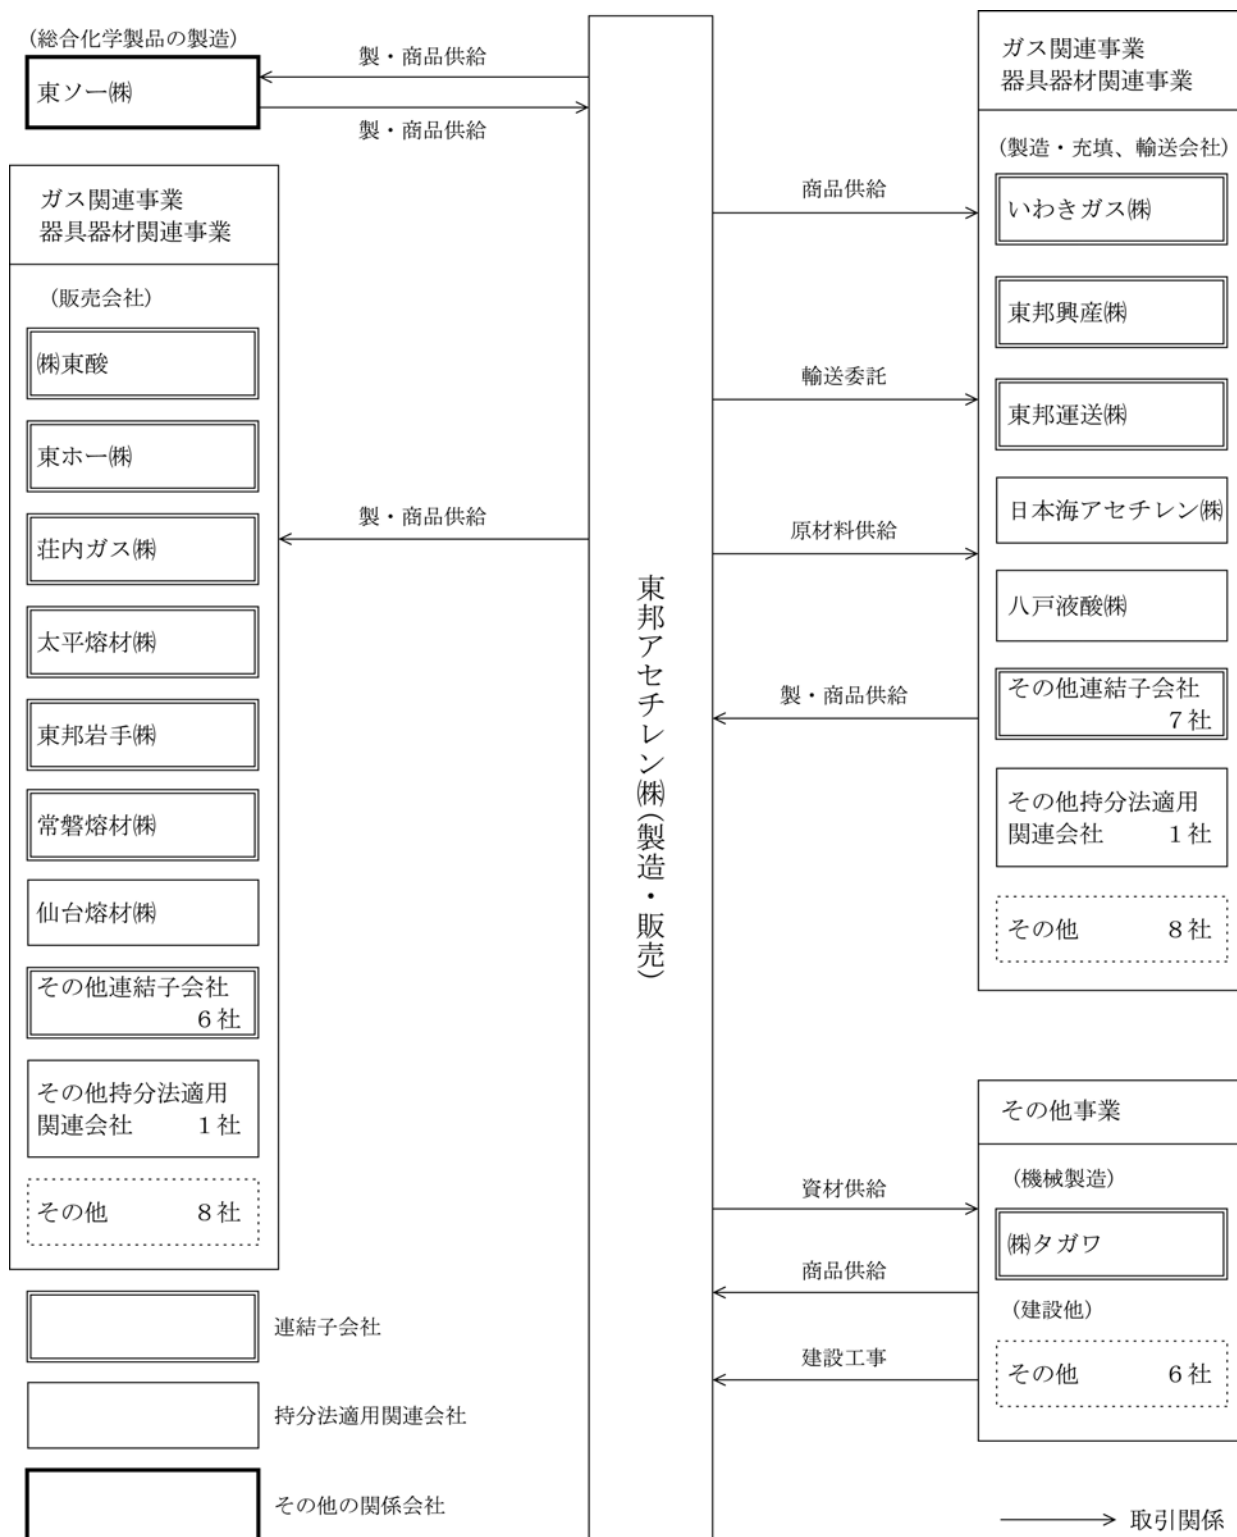 (総合化学製品の製造)
東ソー㈱
製・商品供給
製・商品供給
ガス関連事業
器具器材関連事業
(販売会社)
㈱東酸
東ホー㈱
荘内ガス㈱
太平熔材㈱
東邦岩手㈱
常磐熔材㈱
仙台熔材㈱
その他連結子会社
6社
その他持分法適用
関連会社 1社
その他 8社
製・商品供給
東邦アセチレン㈱(製造・販売)
商品供給
輸送委託
原材料供給
製・商品供給
ガス関連事業
器具器材関連事業
(製造・充填、輸送会社)
いわきガス㈱
東邦興産㈱
東邦運送㈱
日本海アセチレン㈱
八戸液酸㈱
その他連結子会社
7社
その他持分法適用
関連会社 1社
その他 8社
資材供給
商品供給
建設工事
その他事業
(機械製造)
㈱タガワ
(建設他)
その他 6社
連結子会社
持分法適用関連会社
その他の関係会社
取引関係